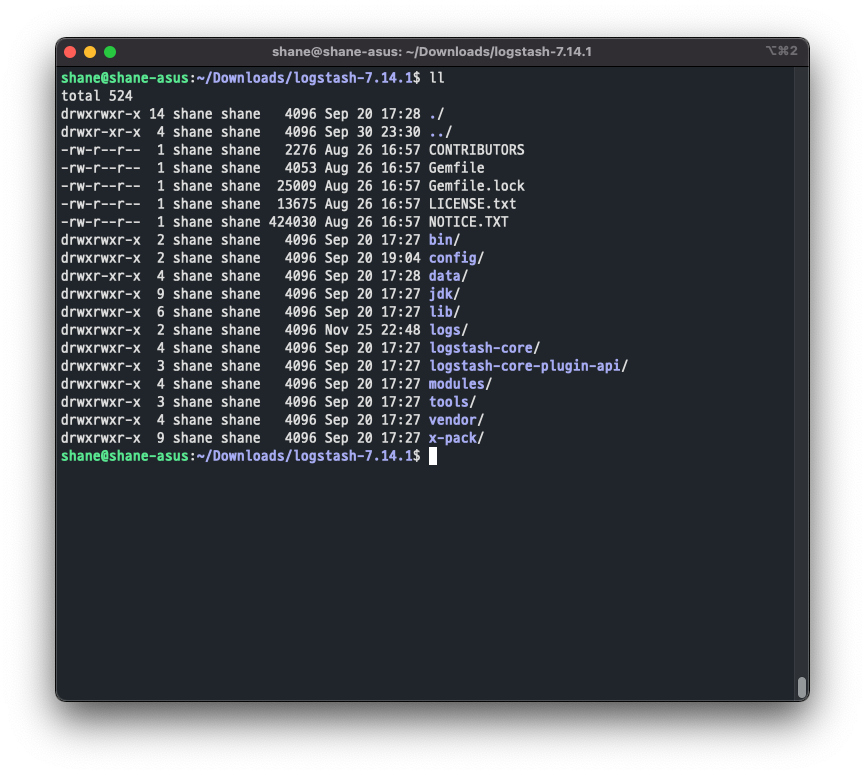 shane@shane-asus: ~/Downloads/logstash-7.14.1
⌥⌘2
shane@shane-asus:~/Downloads/logstash-7.14.1$ ll
total 524
drwxrwxr-x 14 shane shane   4096 Sep 20 17:28 ./
drwxr-xr-x  4 shane shane   4096 Sep 30 23:30 ../
-rw-r--r--  1 shane shane   2276 Aug 26 16:57 CONTRIBUTORS
-rw-r--r--  1 shane shane   4053 Aug 26 16:57 Gemfile
-rw-r--r--  1 shane shane  25009 Aug 26 16:57 Gemfile.lock
-rw-r--r--  1 shane shane  13675 Aug 26 16:57 LICENSE.txt
-rw-r--r--  1 shane shane 424030 Aug 26 16:57 NOTICE.TXT
drwxrwxr-x  2 shane shane   4096 Sep 20 17:27 bin/
drwxrwxr-x  2 shane shane   4096 Sep 20 19:04 config/
drwxr-xr-x  4 shane shane   4096 Sep 20 17:28 data/
drwxrwxr-x  9 shane shane   4096 Sep 20 17:27 jdk/
drwxrwxr-x  6 shane shane   4096 Sep 20 17:27 lib/
drwxrwxr-x  2 shane shane   4096 Nov 25 22:48 logs/
drwxrwxr-x  4 shane shane   4096 Sep 20 17:27 logstash-core/
drwxrwxr-x  3 shane shane   4096 Sep 20 17:27 logstash-core-plugin-api/
drwxrwxr-x  4 shane shane   4096 Sep 20 17:27 modules/
drwxrwxr-x  3 shane shane   4096 Sep 20 17:27 tools/
drwxrwxr-x  4 shane shane   4096 Sep 20 17:27 vendor/
drwxrwxr-x  9 shane shane   4096 Sep 20 17:27 x-pack/
shane@shane-asus:~/Downloads/logstash-7.14.1$